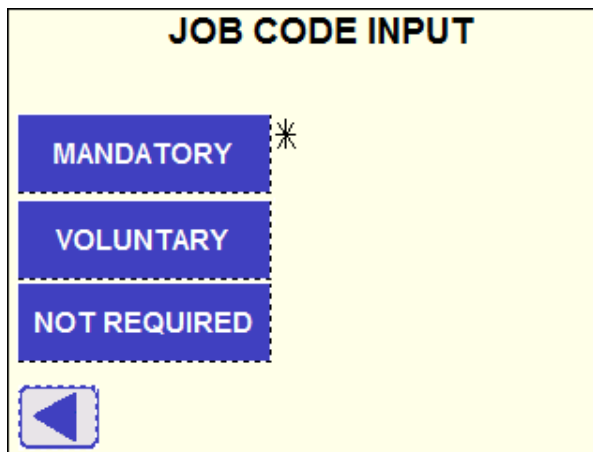 JOB CODE INPUT
MANDATORY *
VOLUNTARY
NOT REQUIRED